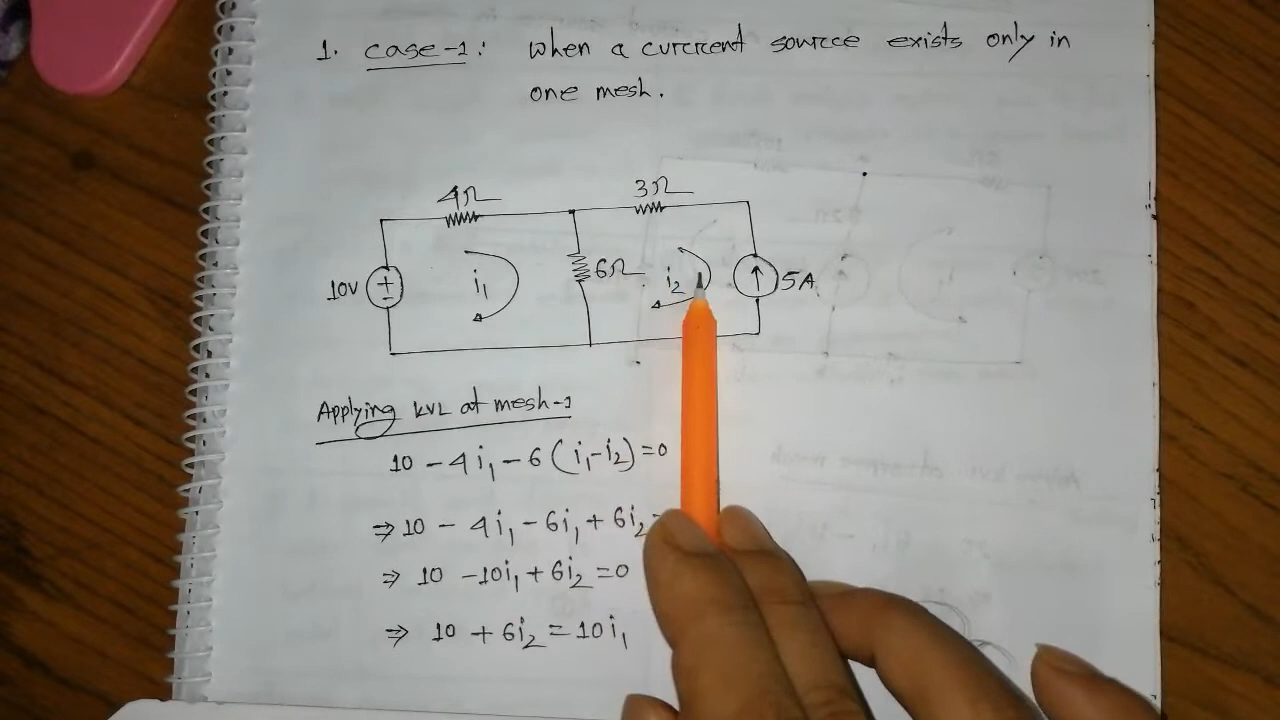 1. case-1: When a current source exists only in
one mesh.
4Ω
3Ω
10V
i₁
6Ω
i₂
5A
Applying KVL at mesh-1
10 - 4i₁ - 6(i₁-i₂)=0
⇒ 10 - 4i₁ - 6i₁ + 6i₂
⇒ 10 - 10i₁ + 6i₂ = 0
⇒ 10 + 6i₂ = 10i₁